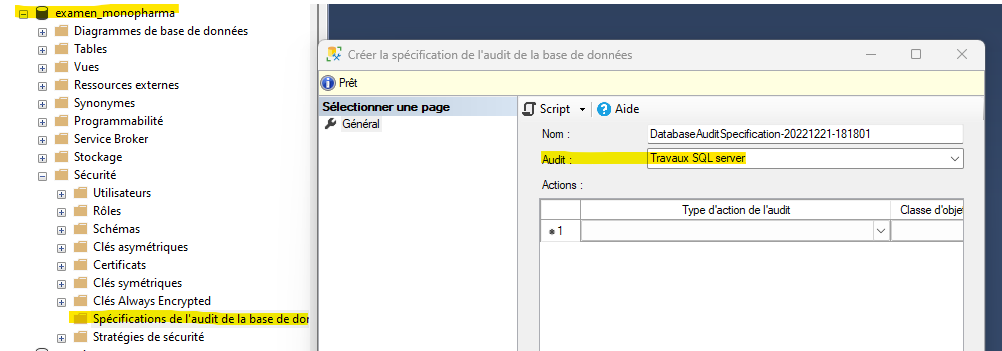 examen_monopharma
Diagrammes de base de données
Tables
Vues
Ressources externes
Synonymes
Programmabilité
Service Broker
Stockage
Sécurité
Utilisateurs
Rôles
Schémas
Clés asymétriques
Certificats
Clés symétriques
Clés Always Encrypted
Spécifications de l'audit de la base de don
Stratégies de sécurité
Créer la spécification de l'audit de la base de données
Prêt
Sélectionner une page
Général
Script
Aide
Nom :
DatabaseAuditSpecification-20221221-181801
Audit :
Travaux SQL server
Actions :
Type d'action de l'audit
Classe d'objet
1